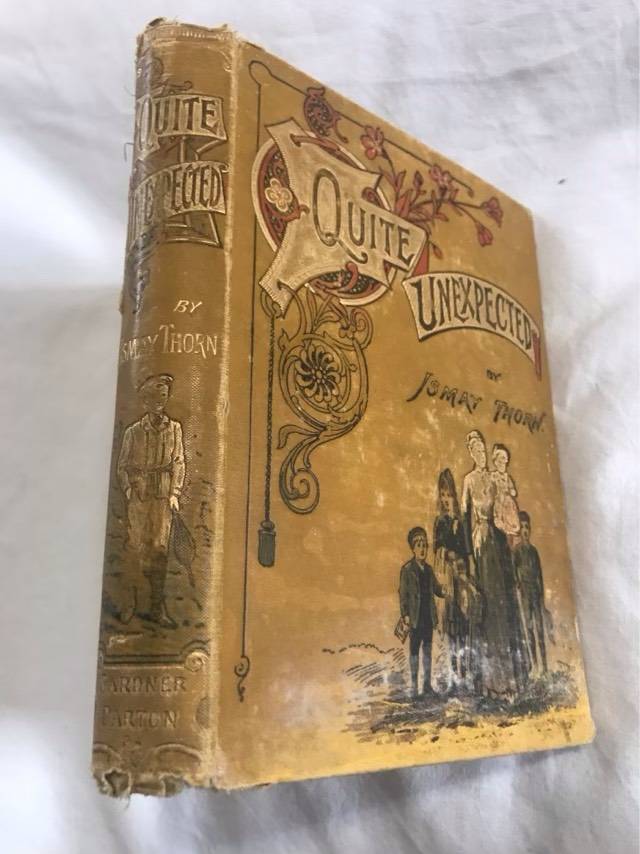 QUITE
UNEXPECTED
BY
ISMAY THORN
GARDNER
DARTON
QUITE
UNEXPECTED
BY
ISMAY THORN.